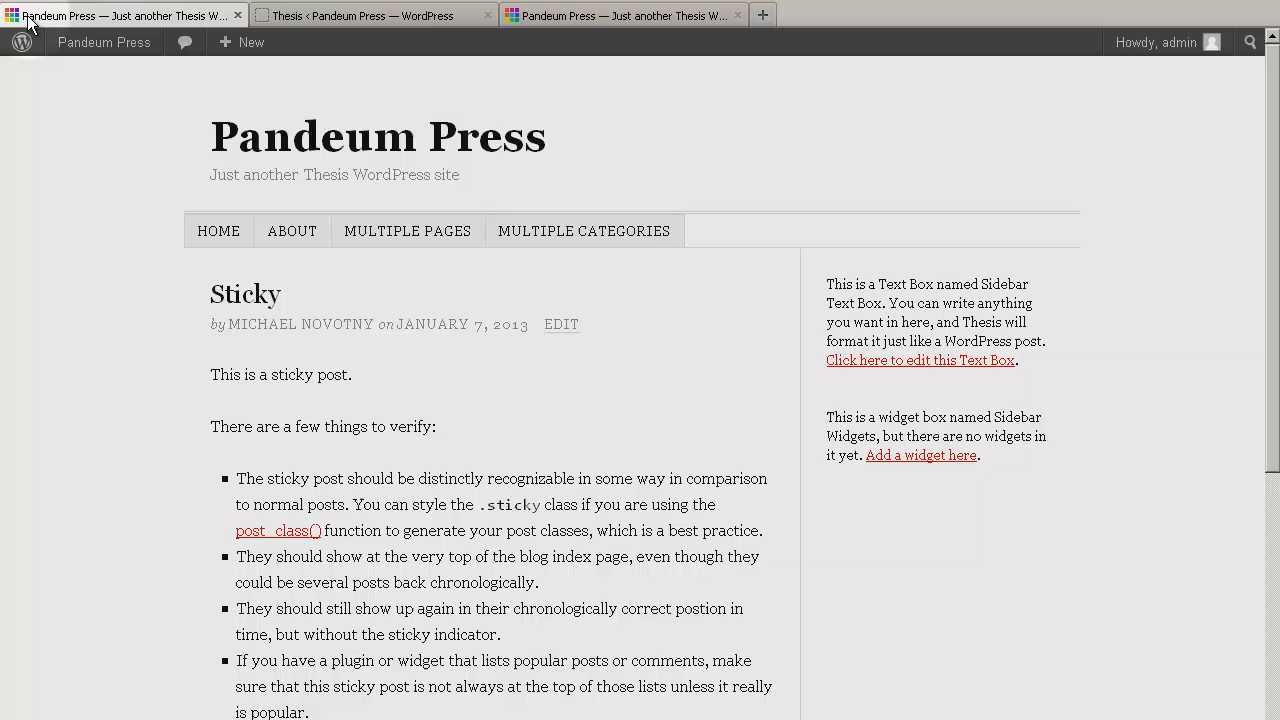 Pandeum Press — Just another Thesis W...
Thesis ‹ Pandeum Press — WordPress
Pandeum Press — Just another Thesis W...
Pandeum Press
New
Howdy, admin
Pandeum Press
Just another Thesis WordPress site
HOME
ABOUT
MULTIPLE PAGES
MULTIPLE CATEGORIES
Sticky
by MICHAEL NOVOTNY on JANUARY 7, 2013 EDIT
This is a sticky post.
There are a few things to verify:
The sticky post should be distinctly recognizable in some way in comparison
to normal posts. You can style the .sticky class if you are using the
post_class() function to generate your post classes, which is a best practice.
They should show at the very top of the blog index page, even though they
could be several posts back chronologically.
They should still show up again in their chronologically correct postion in
time, but without the sticky indicator.
If you have a plugin or widget that lists popular posts or comments, make
sure that this sticky post is not always at the top of those lists unless it really
is popular.
This is a Text Box named Sidebar
Text Box. You can write anything
you want in here, and Thesis will
format it just like a WordPress post.
Click here to edit this Text Box.
This is a widget box named Sidebar
Widgets, but there are no widgets in
it yet. Add a widget here.